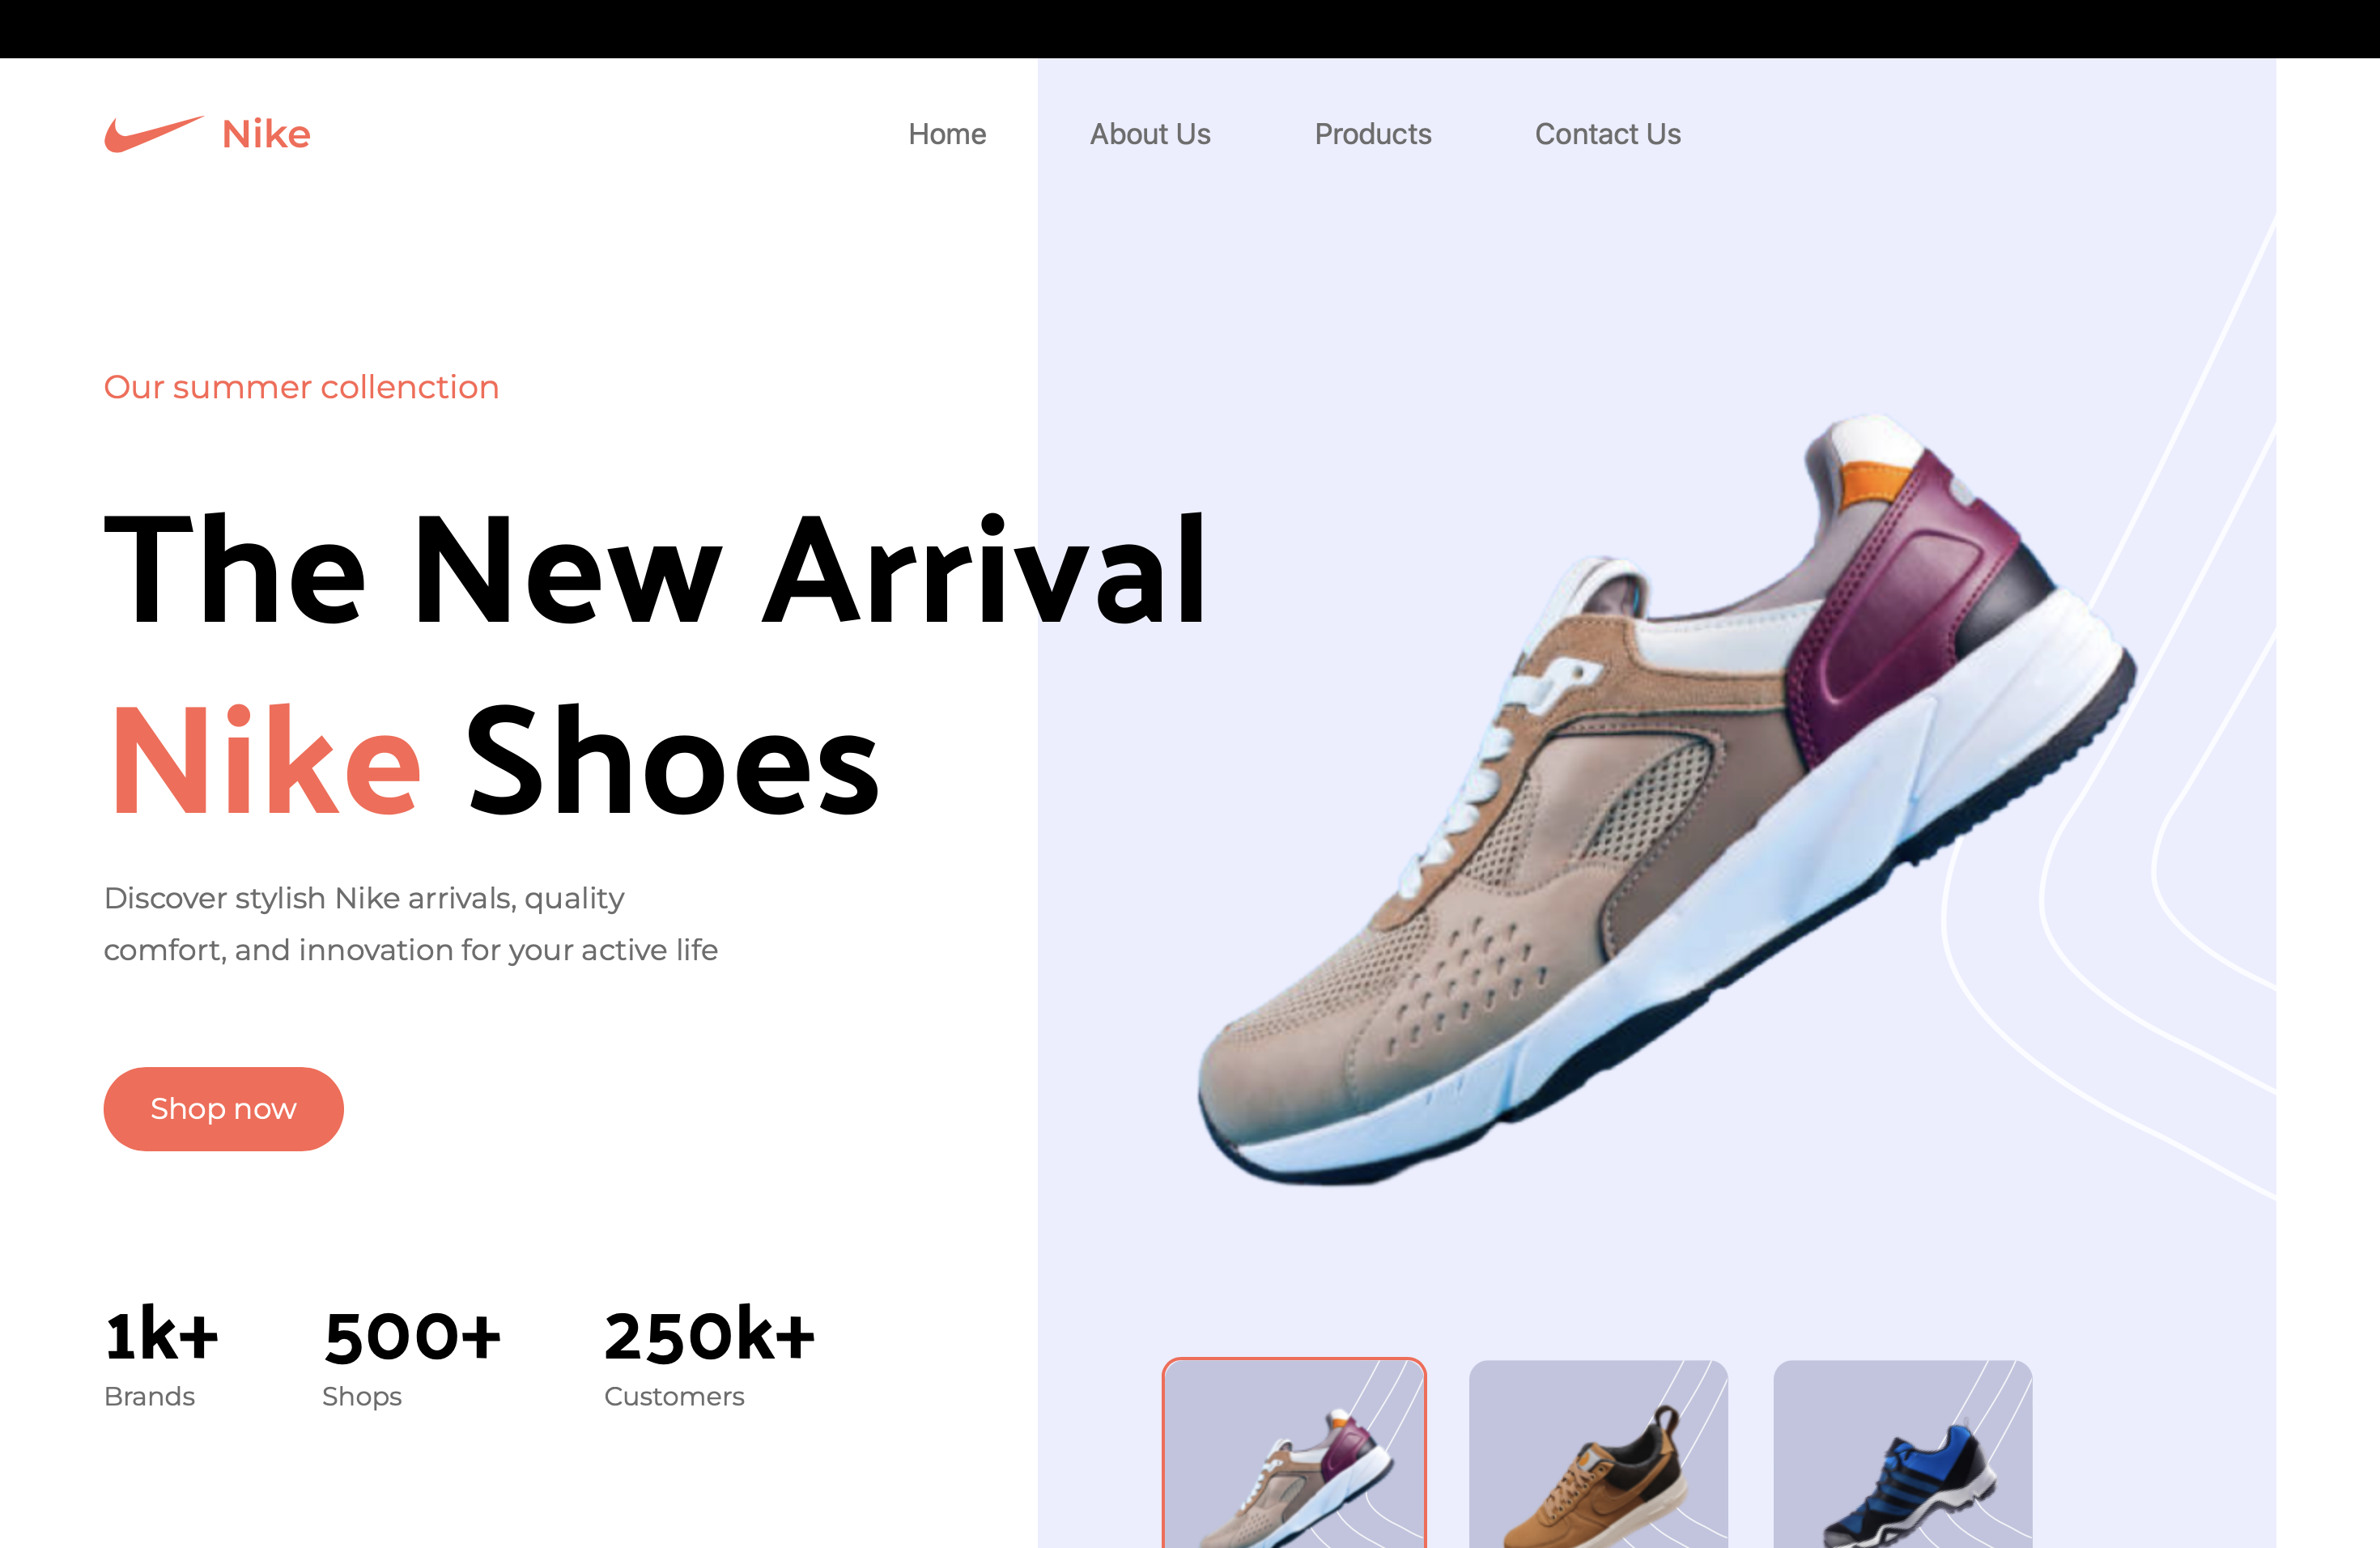 Nike
Home
About Us
Products
Contact Us
Our summer collenction
The New Arrival
Nike Shoes
Discover stylish Nike arrivals, quality
comfort, and innovation for your active life
Shop now
1k+
Brands
500+
Shops
250k+
Customers